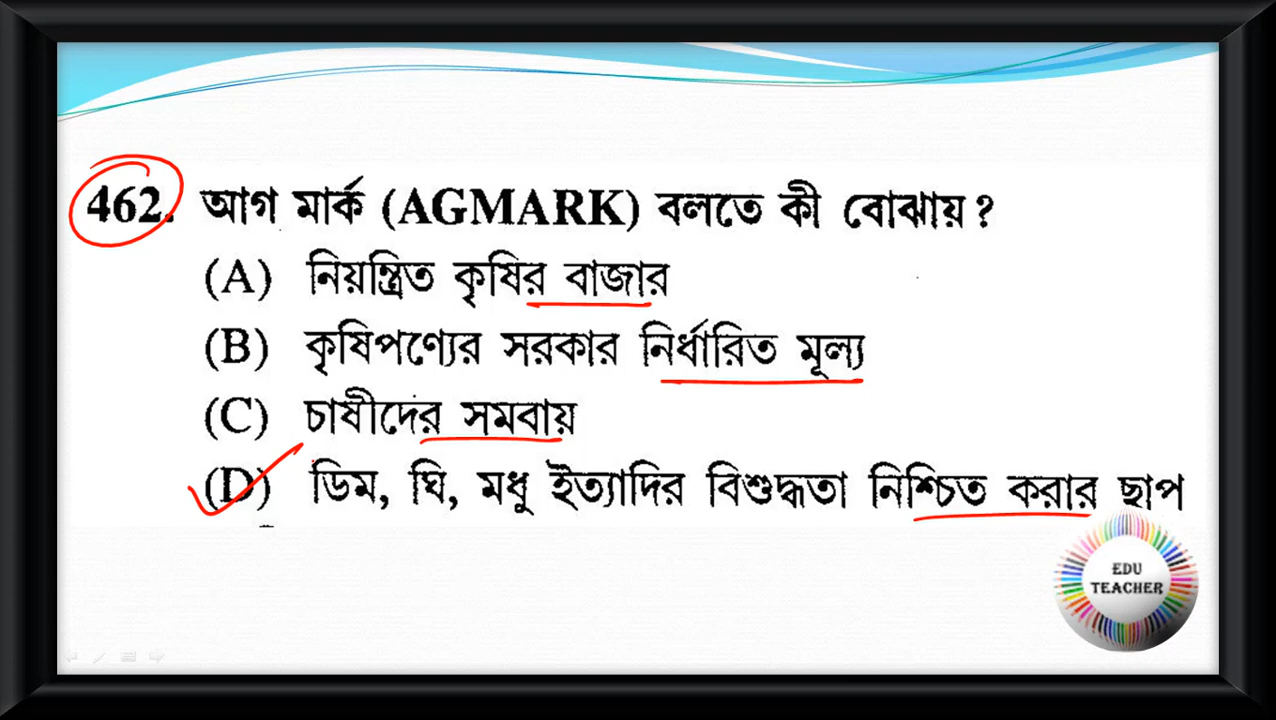 462. আগ মার্ক (AGMARK) বলতে কী বোঝায়?
(A) নিয়ন্ত্রিত কৃষির বাজার
(B) কৃষিপণ্যের সরকার নির্ধারিত মূল্য
(C) চাষীদের সমবায়
(D) ডিম, ঘি, মধু ইত্যাদির বিশুদ্ধতা নিশ্চিত করার ছাপ
EDU
TEACHER